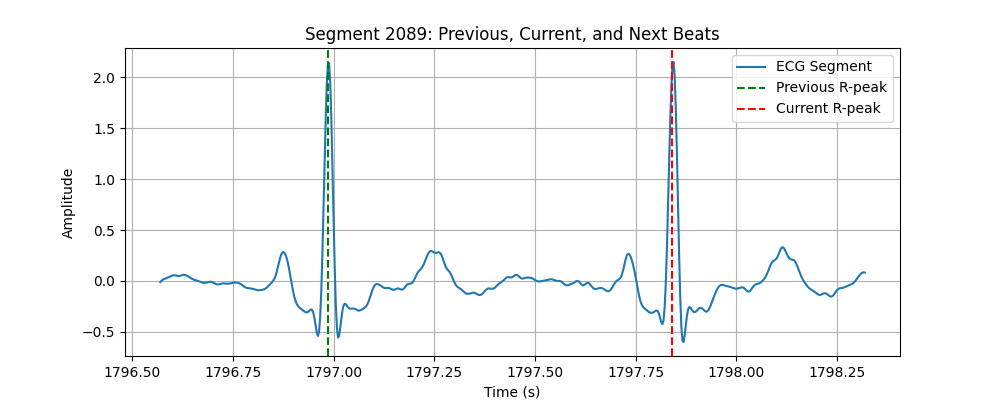 Segment 2089: Previous, Current, and Next Beats
ECG Segment
Previous R-peak
Current R-peak
Amplitude
2.0
1.5
1.0
0.5
0.0
−0.5
1796.50 1796.75 1797.00 1797.25 1797.50 1797.75 1798.00 1798.25
Time (s)